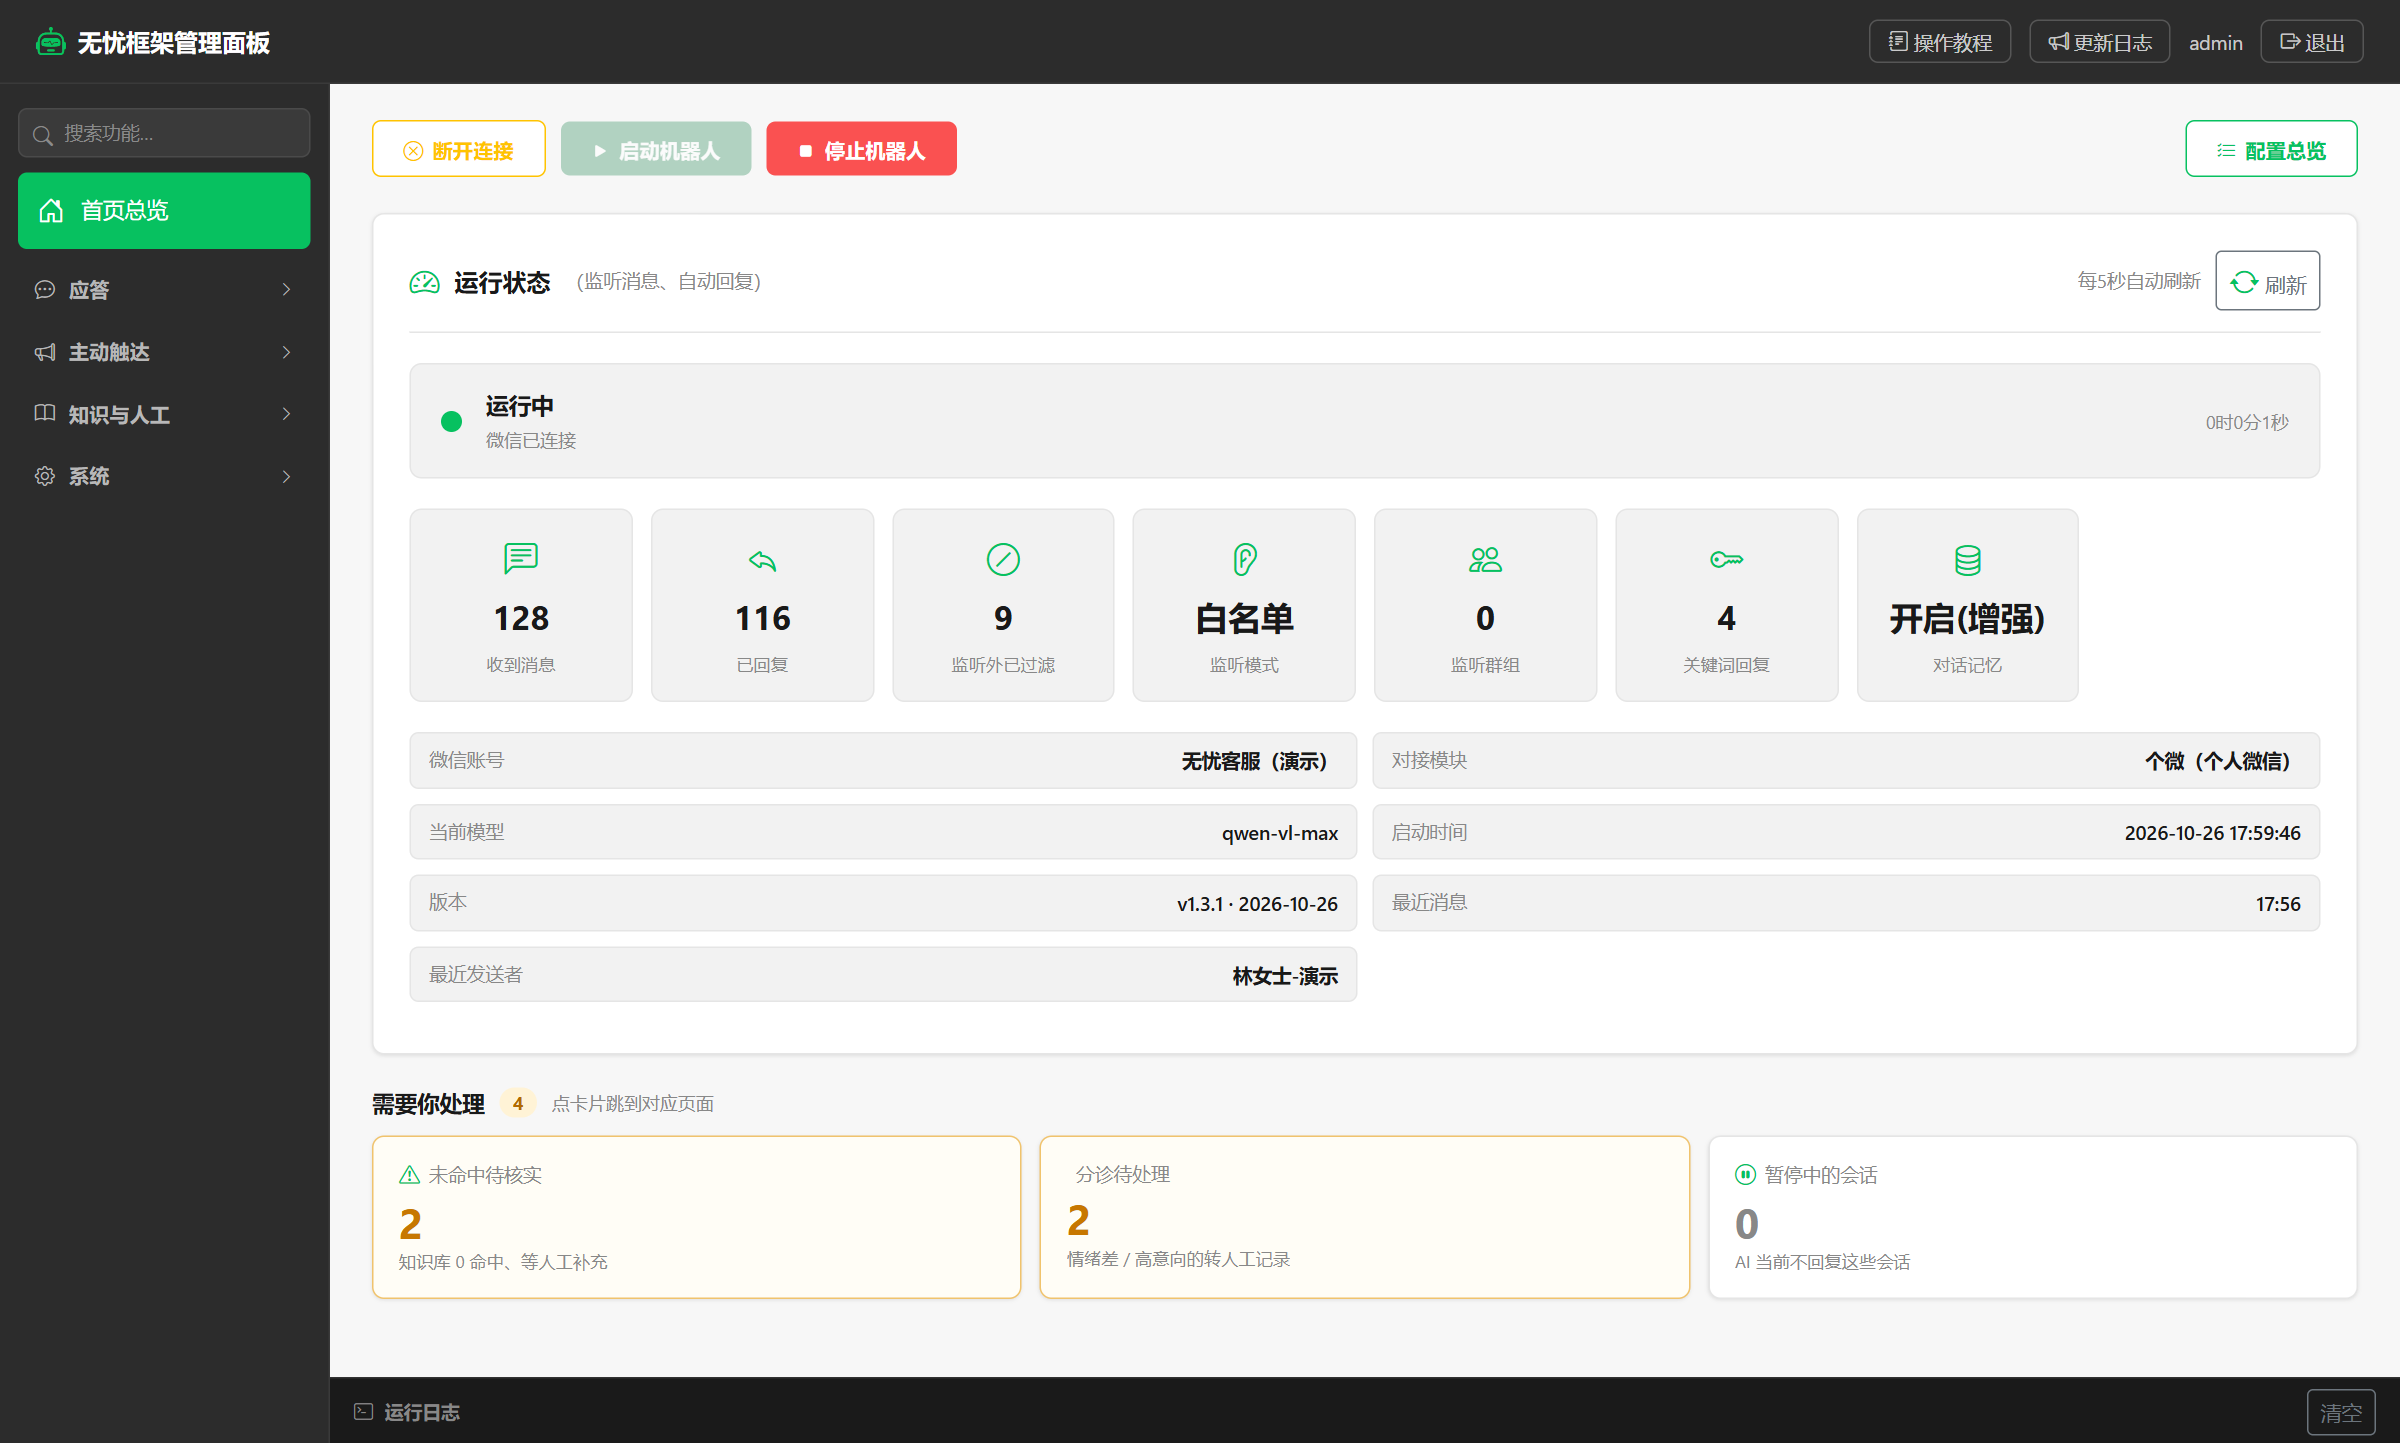 无忧框架管理面板
操作教程
更新日志
admin
退出
搜索功能...
首页总览
应答
主动触达
知识与人工
系统
断开连接
启动机器人
停止机器人
配置总览
运行状态 (监听消息、自动回复)
每5秒自动刷新
刷新
运行中
微信已连接
0时0分1秒
128
收到消息
116
已回复
9
监听外已过滤
白名单
监听模式
0
监听群组
4
关键词回复
开启(增强)
对话记忆
微信账号 无忧客服（演示）
对接模块 个微（个人微信）
当前模型 qwen-vl-max
启动时间 2026-10-26 17:59:46
版本 v1.3.1 · 2026-10-26
最近消息 17:56
最近发送者 林女士-演示
需要你处理 4 点卡片跳到对应页面
未命中待核实
2
知识库 0 命中、等人工补充
分诊待处理
2
情绪差 / 高意向的转人工记录
暂停中的会话
0
AI 当前不回复这些会话
运行日志
清空